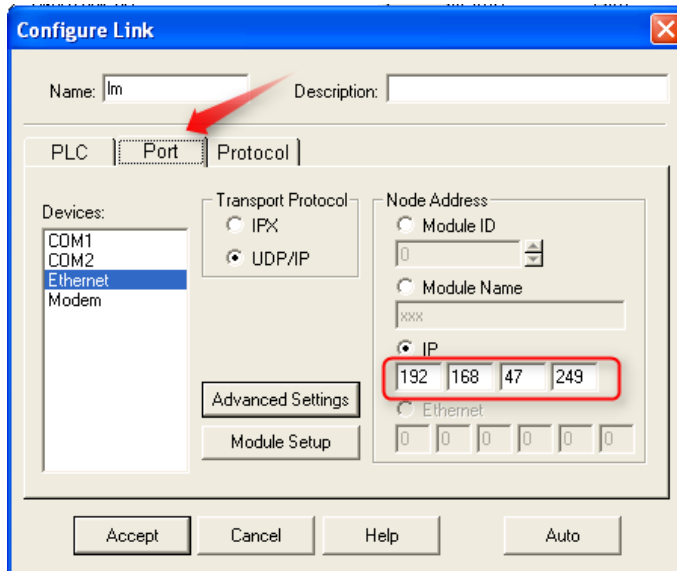 Configure Link
Name: lm Description:
PLC Port Protocol
Devices:
COM1
COM2
Ethernet
Modem
Transport Protocol
IPX
UDP/IP
Advanced Settings
Module Setup
Node Address
Module ID
0
Module Name
xxx
IP
192 168 47 249
Ethernet
0 0 0 0 0 0
Accept Cancel Help Auto